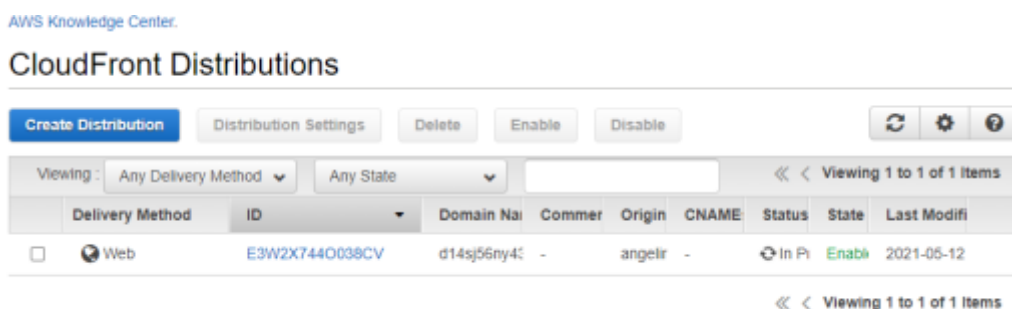 AWS Knowledge Center.
CloudFront Distributions
Create Distribution Distribution Settings Delete Enable Disable
Viewing : Any Delivery Method Any State Viewing 1 to 1 of 1 Items
Delivery Method ID Domain Nai Commer Origin CNAME Status State Last Modifi
Web E3W2X744O038CV d14sj56ny43 - angelir - In Pr Enable 2021-05-12
Viewing 1 to 1 of 1 Items